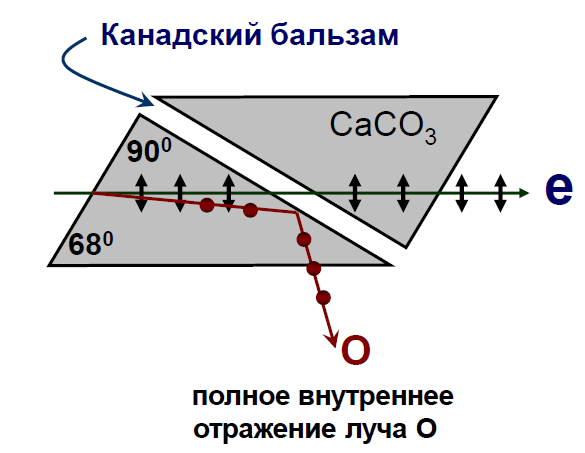 Канадский бальзам
CaCO₃
90⁰
e
68⁰
O
полное внутреннее
отражение луча О